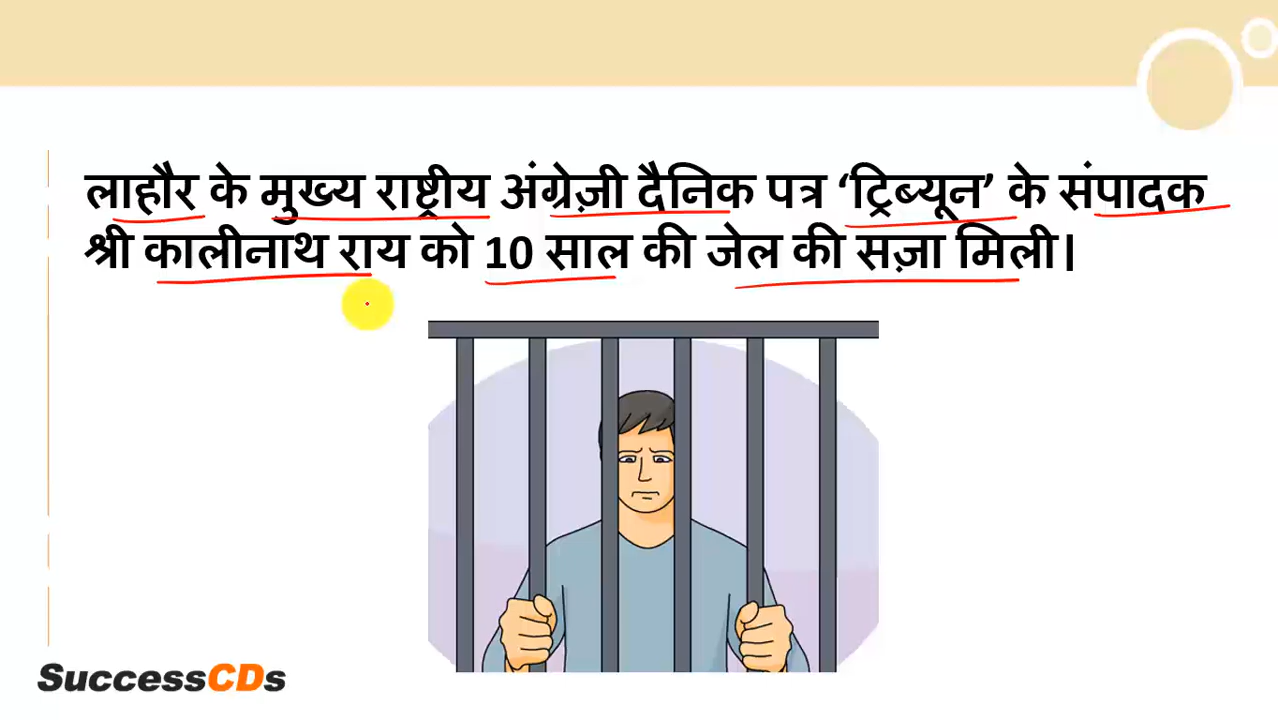 लाहौर के मुख्य राष्ट्रीय अंग्रेज़ी दैनिक पत्र ‘ट्रिब्यून’ के संपादक
श्री कालीनाथ राय को 10 साल की जेल की सज़ा मिली।
SuccessCDs